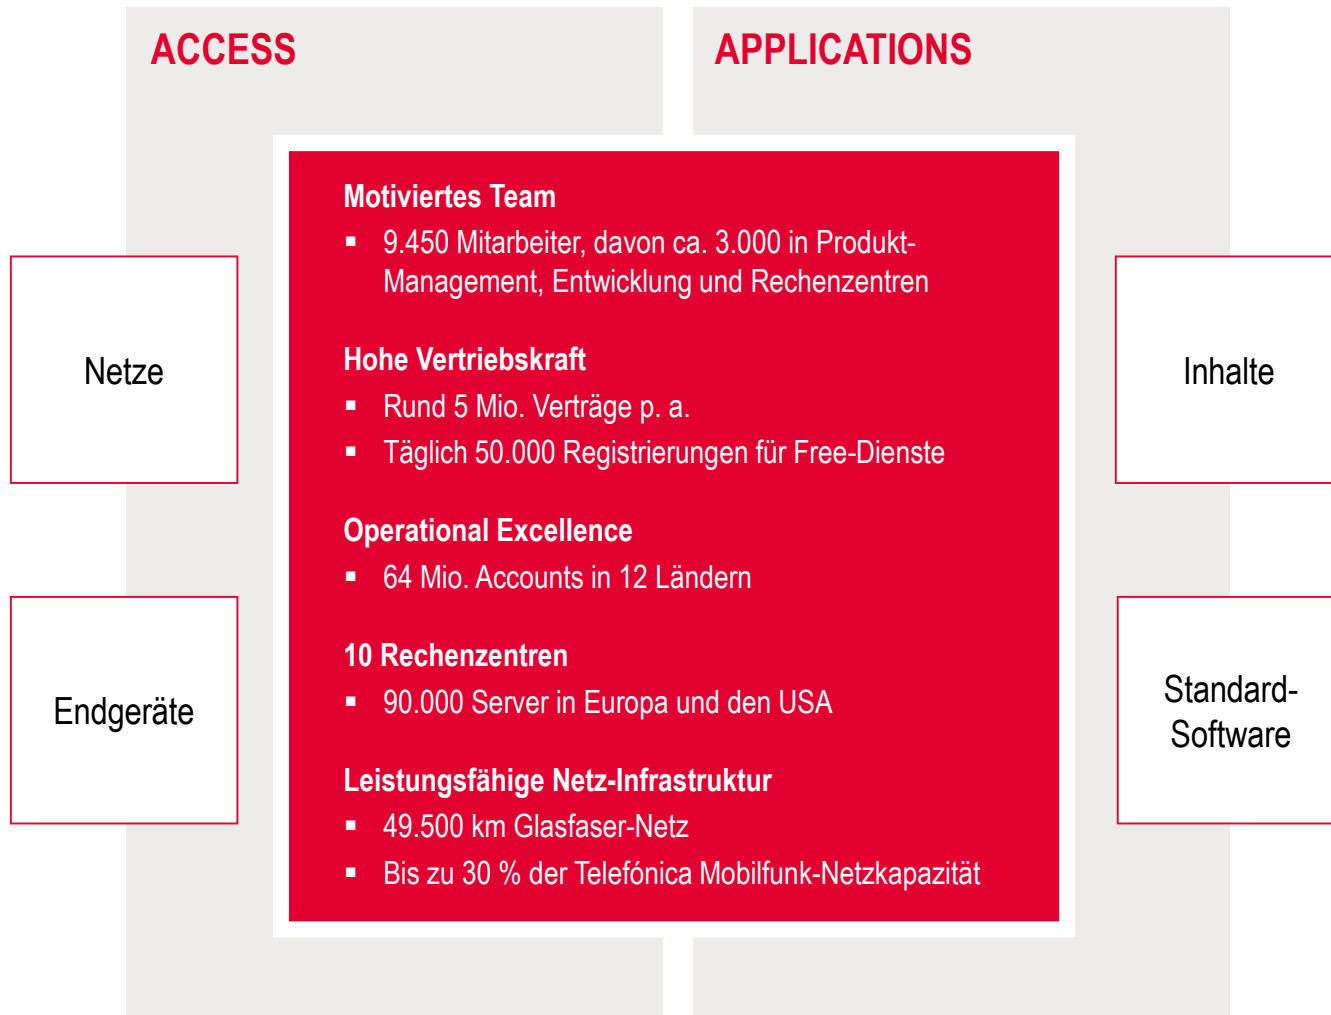 ACCESS
APPLICATIONS
Motiviertes Team
▪ 9.450 Mitarbeiter, davon ca. 3.000 in Produkt-
Management, Entwicklung und Rechenzentren
Hohe Vertriebskraft
▪ Rund 5 Mio. Verträge p. a.
▪ Täglich 50.000 Registrierungen für Free-Dienste
Operational Excellence
▪ 64 Mio. Accounts in 12 Ländern
10 Rechenzentren
▪ 90.000 Server in Europa und den USA
Leistungsfähige Netz-Infrastruktur
▪ 49.500 km Glasfaser-Netz
▪ Bis zu 30 % der Telefónica Mobilfunk-Netzkapazität
Netze
Endgeräte
Inhalte
Standard-
Software